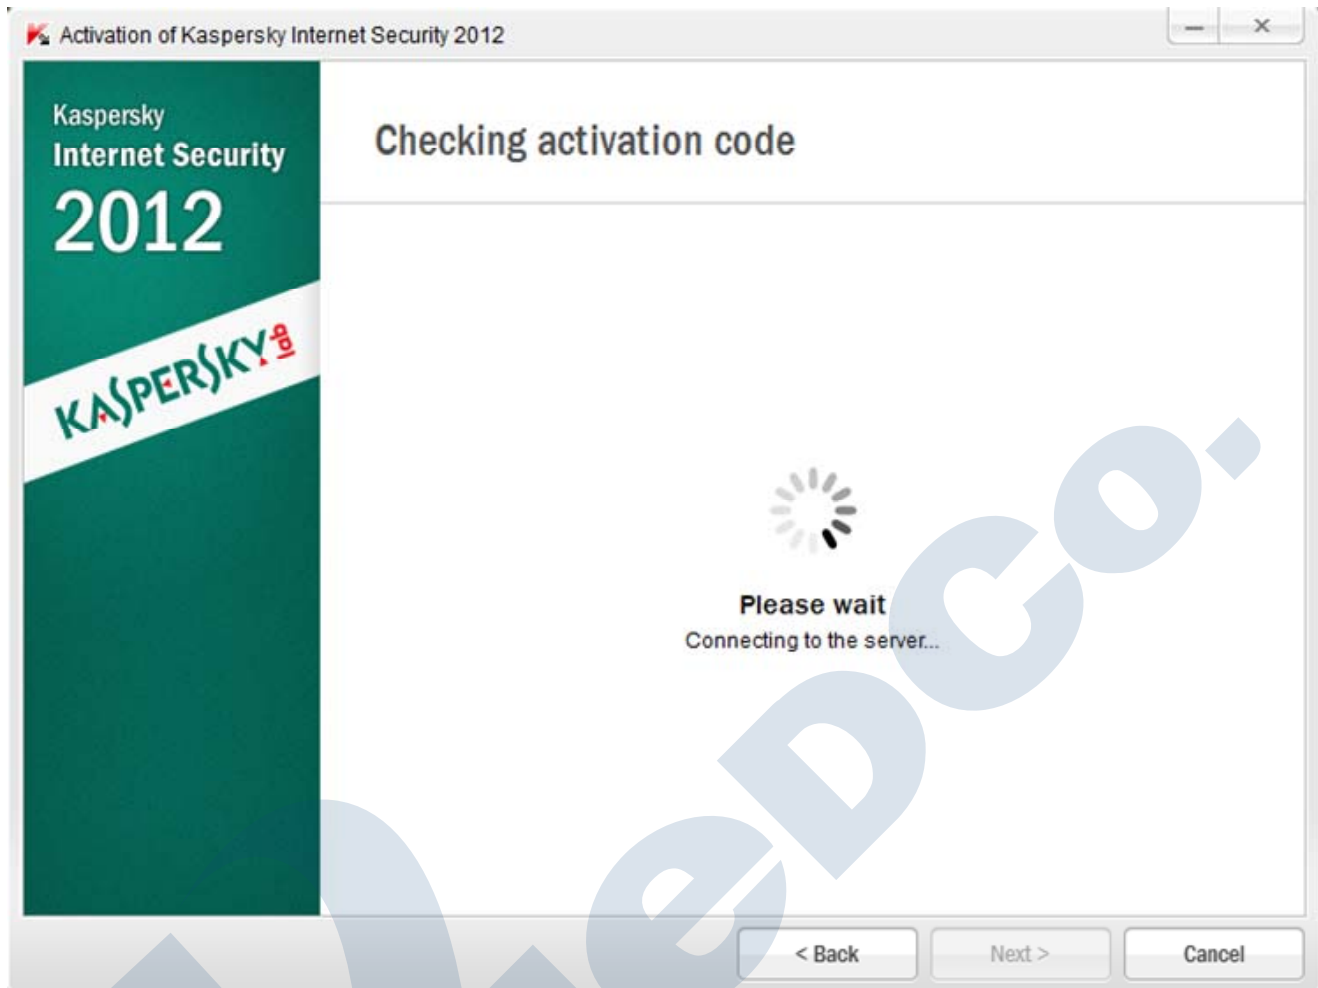 Activation of Kaspersky Internet Security 2012
Kaspersky
Internet Security
2012
KASPERSKY lab
Checking activation code
Please wait
Connecting to the server...
< Back
Next >
Cancel